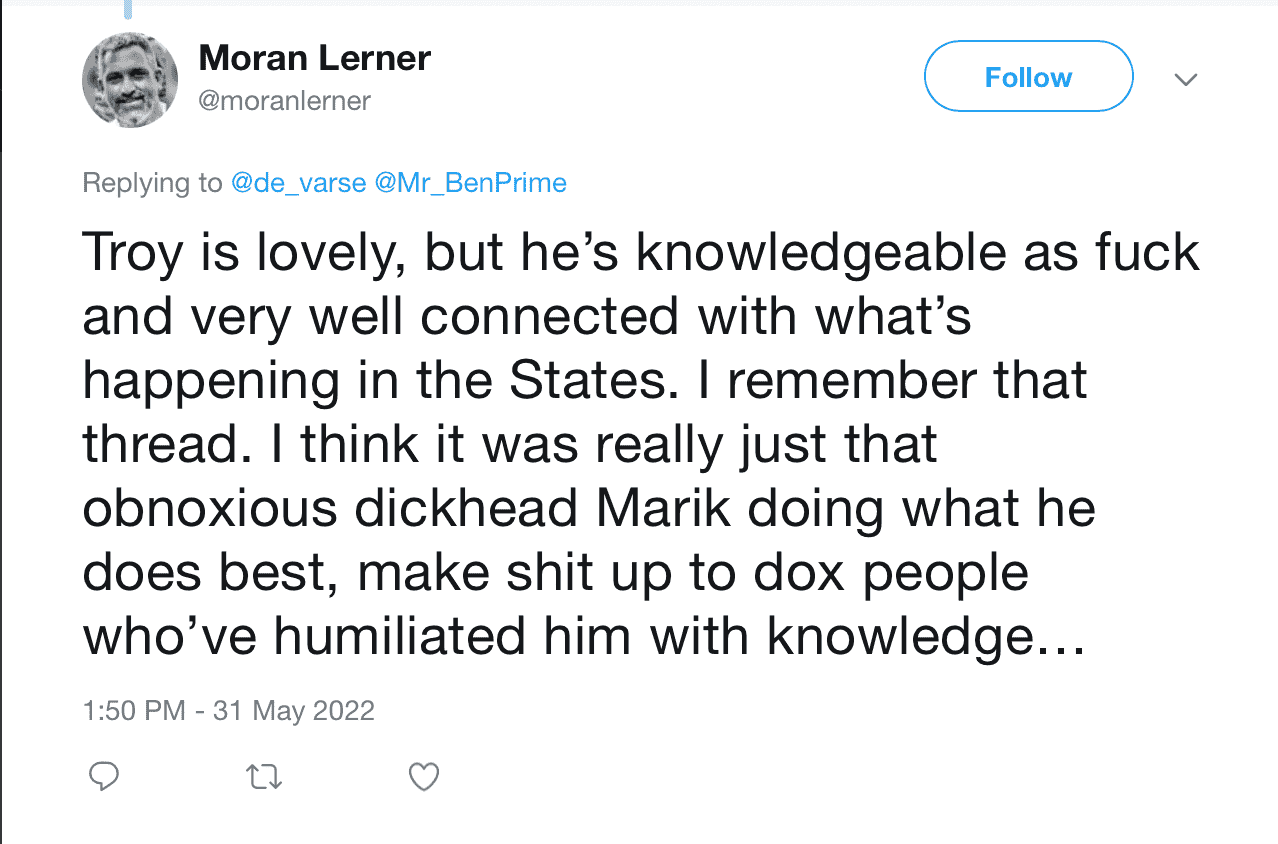 Moran Lerner
@moranlerner
Follow
Replying to @de_varse @Mr_BenPrime
Troy is lovely, but he’s knowledgeable as fuck
and very well connected with what’s
happening in the States. I remember that
thread. I think it was really just that
obnoxious dickhead Marik doing what he
does best, make shit up to dox people
who’ve humiliated him with knowledge…
1:50 PM - 31 May 2022